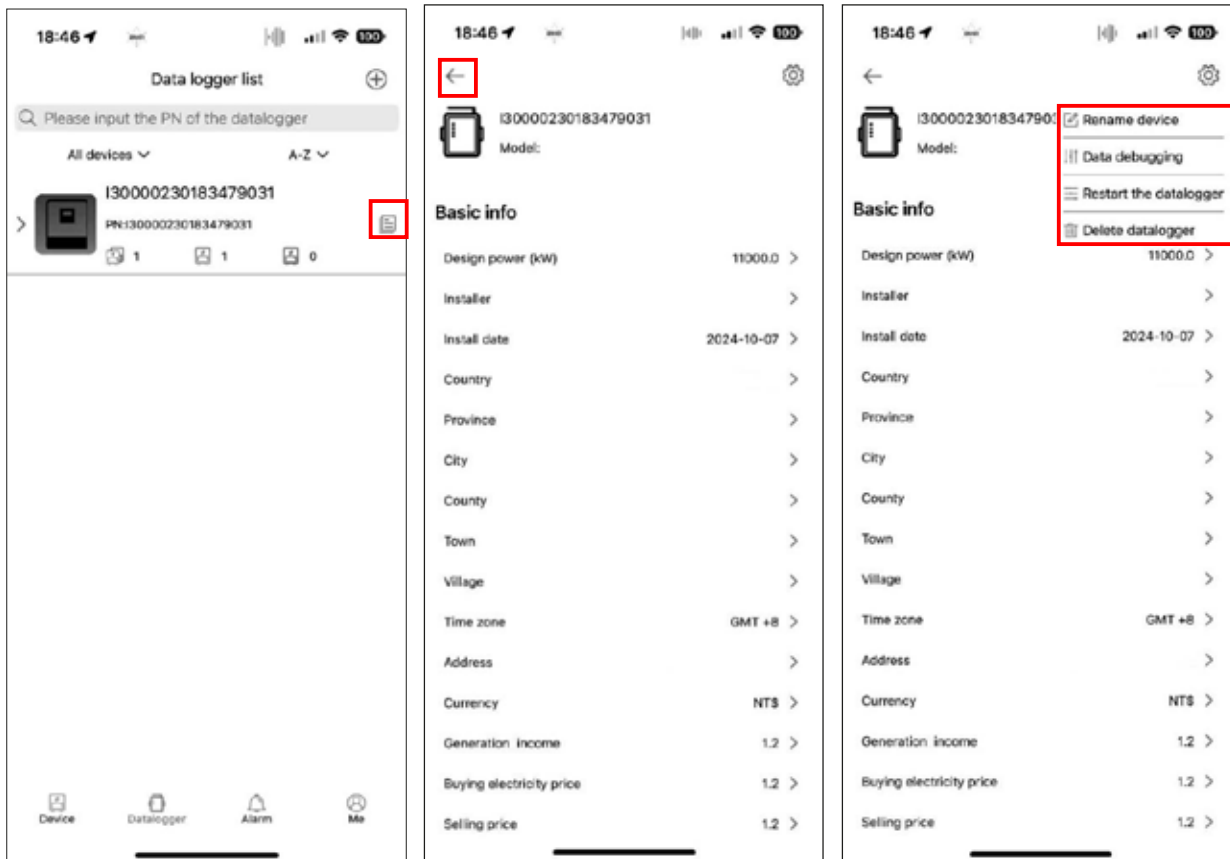 18:46
100
Data logger list
Please input the PN of the datalogger
All devices
A-Z
I30000230183479031
PN:I30000230183479031
1
1
0
Device
Datalogger
Alarm
Me
18:46
100
I30000230183479031
Model:
Basic info
Design power (kW) 11000.0
Installer
Install date 2024-10-07
Country
Province
City
County
Town
Village
Time zone GMT +8
Address
Currency NT$
Generation income 1.2
Buying electricity price 1.2
Selling price 1.2
18:46
100
I3000023018347903
Model:
Rename device
Data debugging
Restart the datalogger
Delete datalogger
Basic info
Design power (kW) 11000.0
Installer
Install date 2024-10-07
Country
Province
City
County
Town
Village
Time zone GMT +8
Address
Currency NT$
Generation income 1.2
Buying electricity price 1.2
Selling price 1.2